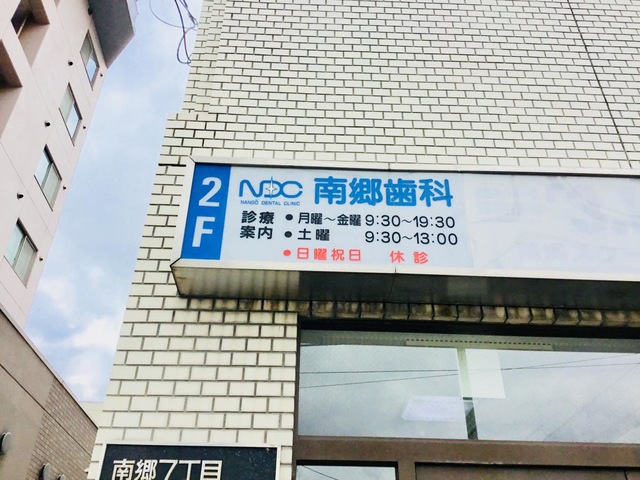 2F
NDC 南郷歯科
NANGŌ DENTAL CLINIC
診療案内
●月曜～金曜 9:30～19:30
●土曜 9:30～13:00
●日曜祝日 休診
南郷7丁目